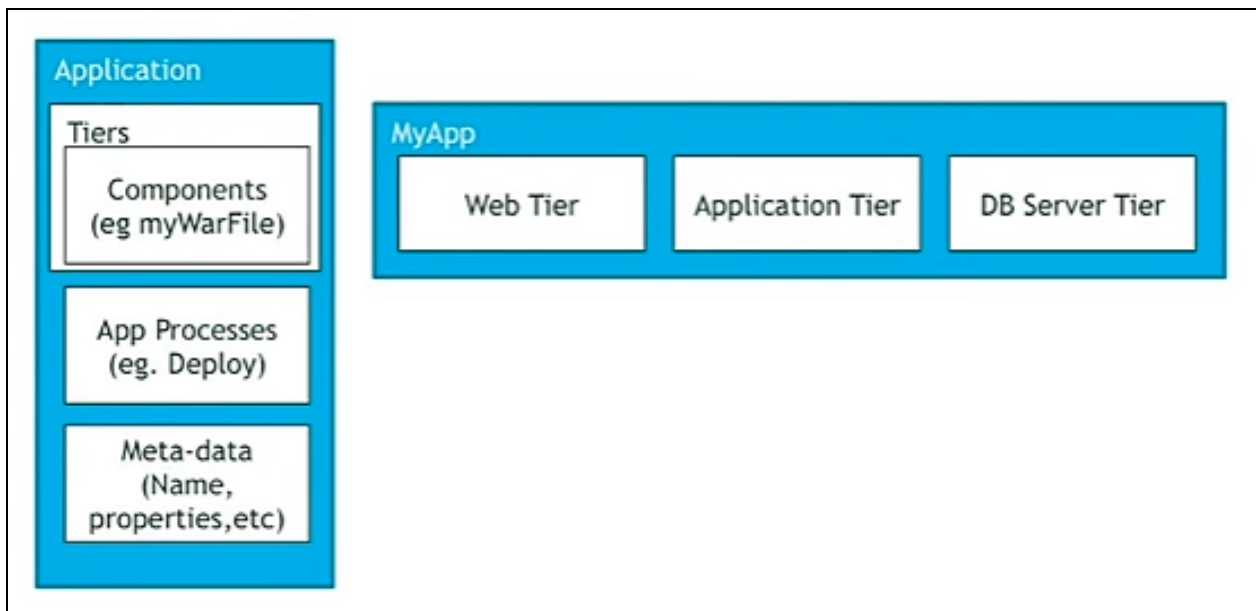 Application
Tiers
Components
(eg myWarFile)
App Processes
(eg. Deploy)
Meta-data
(Name,
properties,etc)
MyApp
Web Tier
Application Tier
DB Server Tier